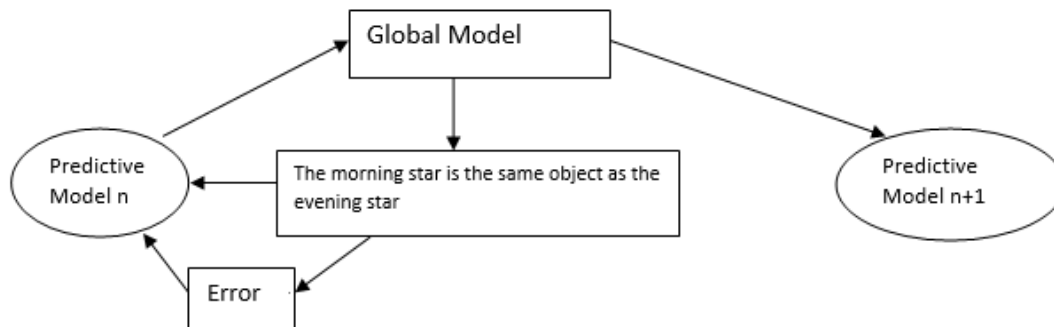 Global Model
Predictive
Model n
The morning star is the same object as the
evening star
Predictive
Model n+1
Error